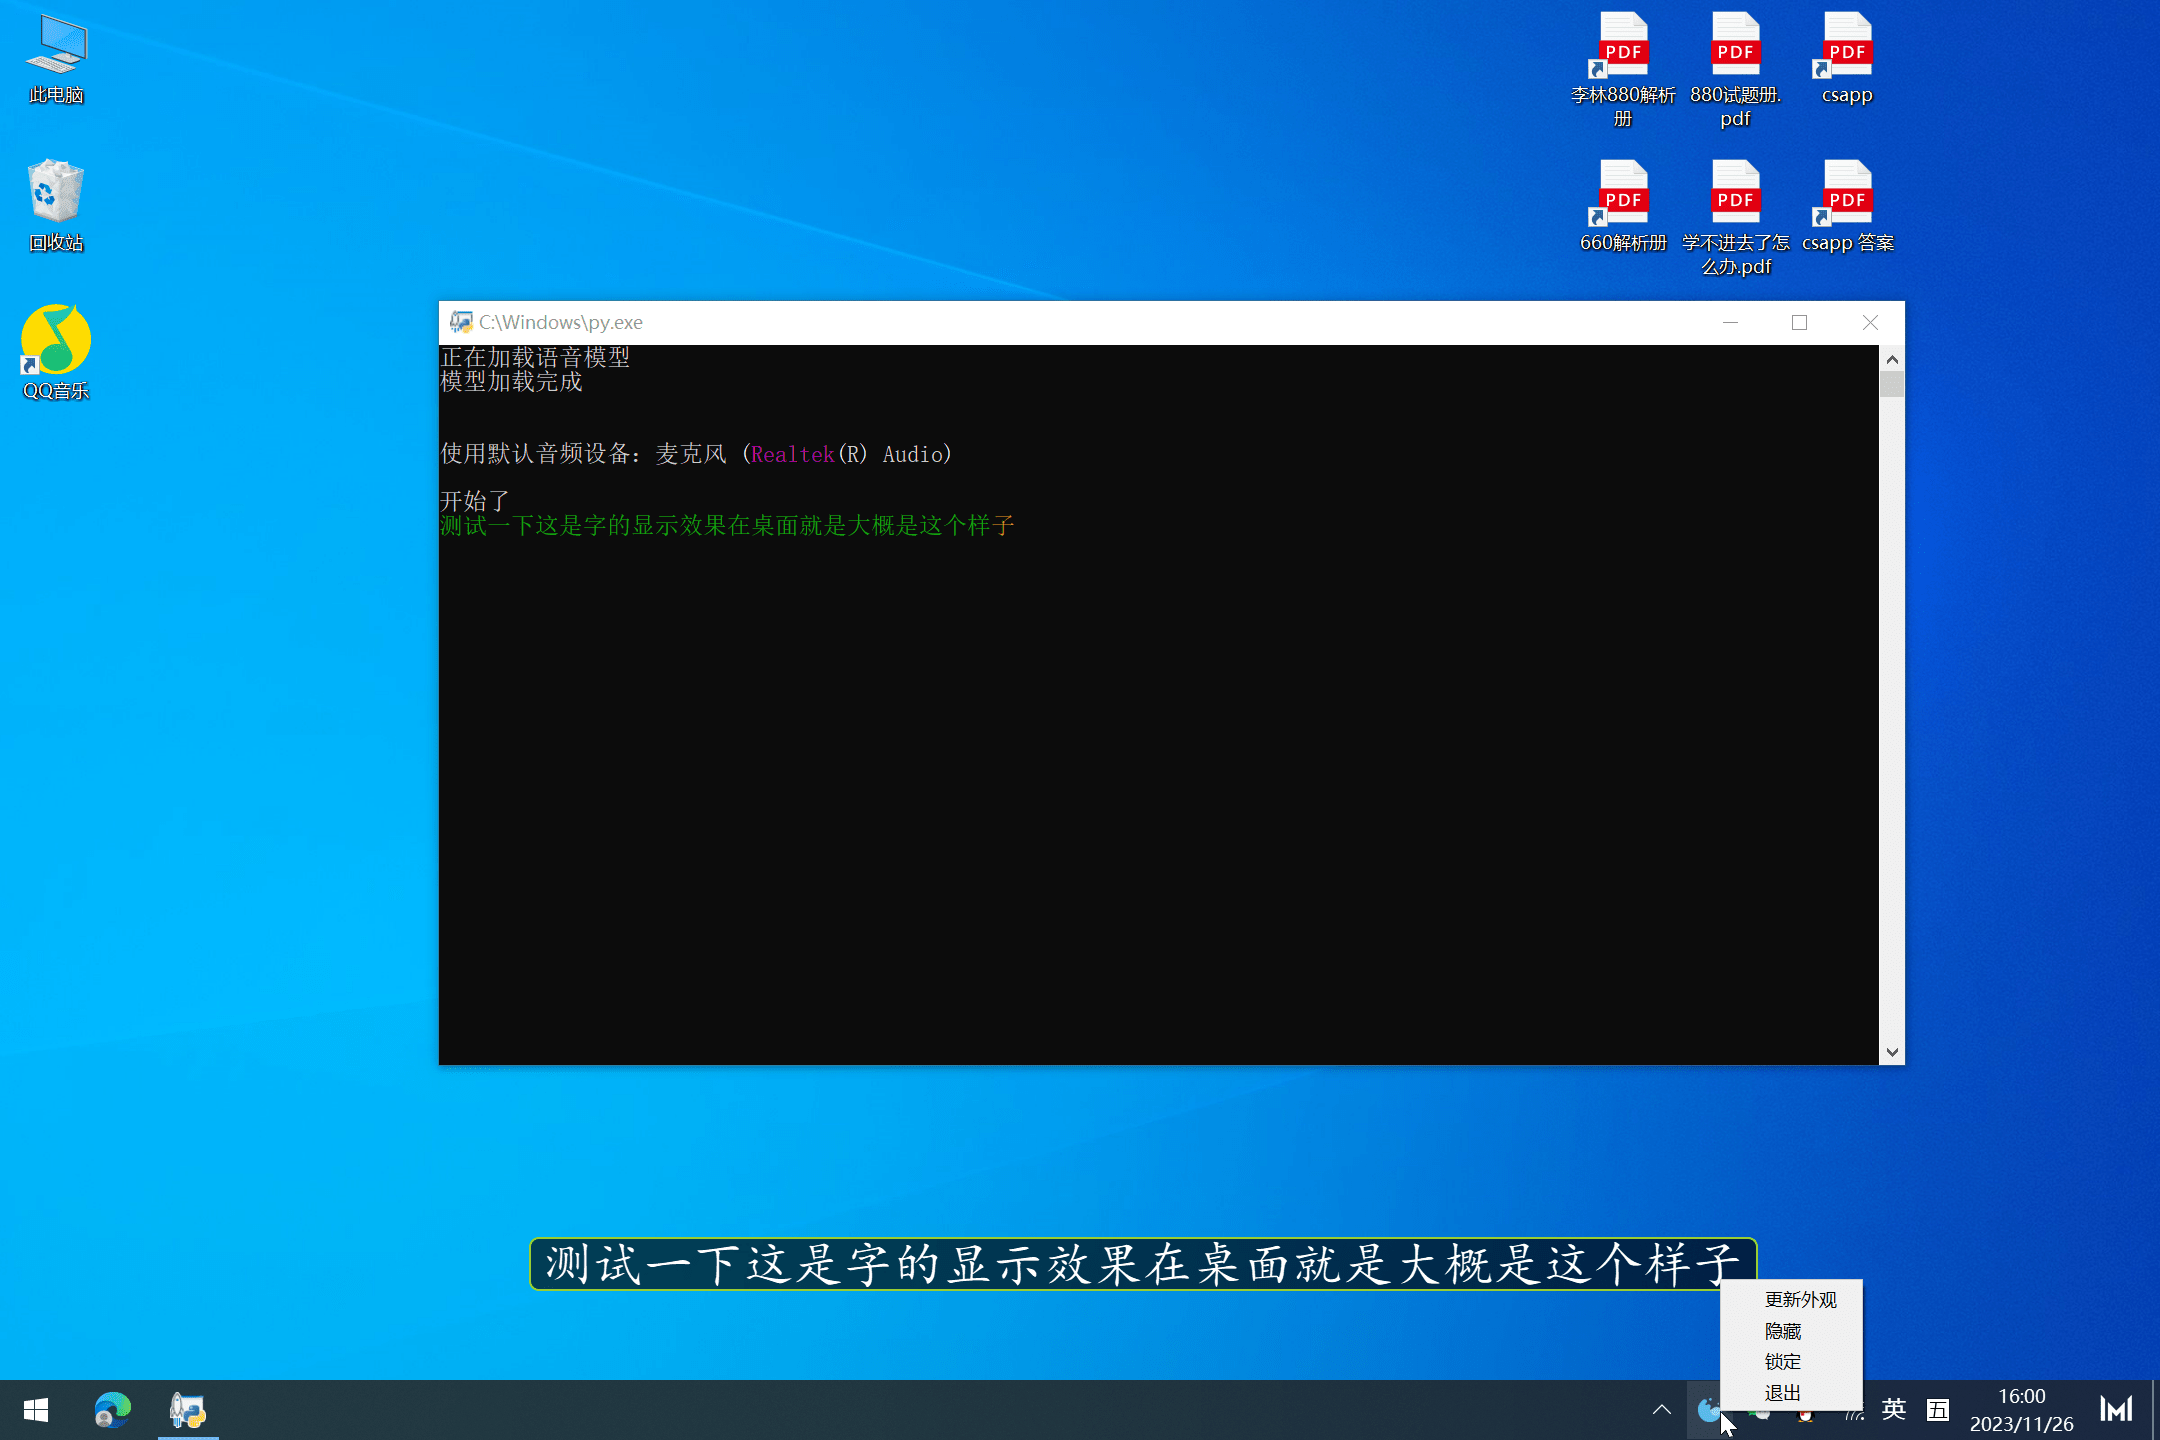 此电脑
回收站
QQ音乐
PDF
李林880解析
册
PDF
880试题册.
pdf
PDF
csapp
PDF
660解析册
PDF
学不进去了怎
么办.pdf
PDF
csapp 答案
C:\Windows\py.exe
正在加载语音模型
模型加载完成
使用默认音频设备：麦克风 (Realtek(R) Audio)
开始了
测试一下这是字的显示效果在桌面就是大概是这个样子
测试一下这是字的显示效果在桌面就是大概是这个样子
更新外观
隐藏
锁定
退出
英
五
16:00
2023/11/26